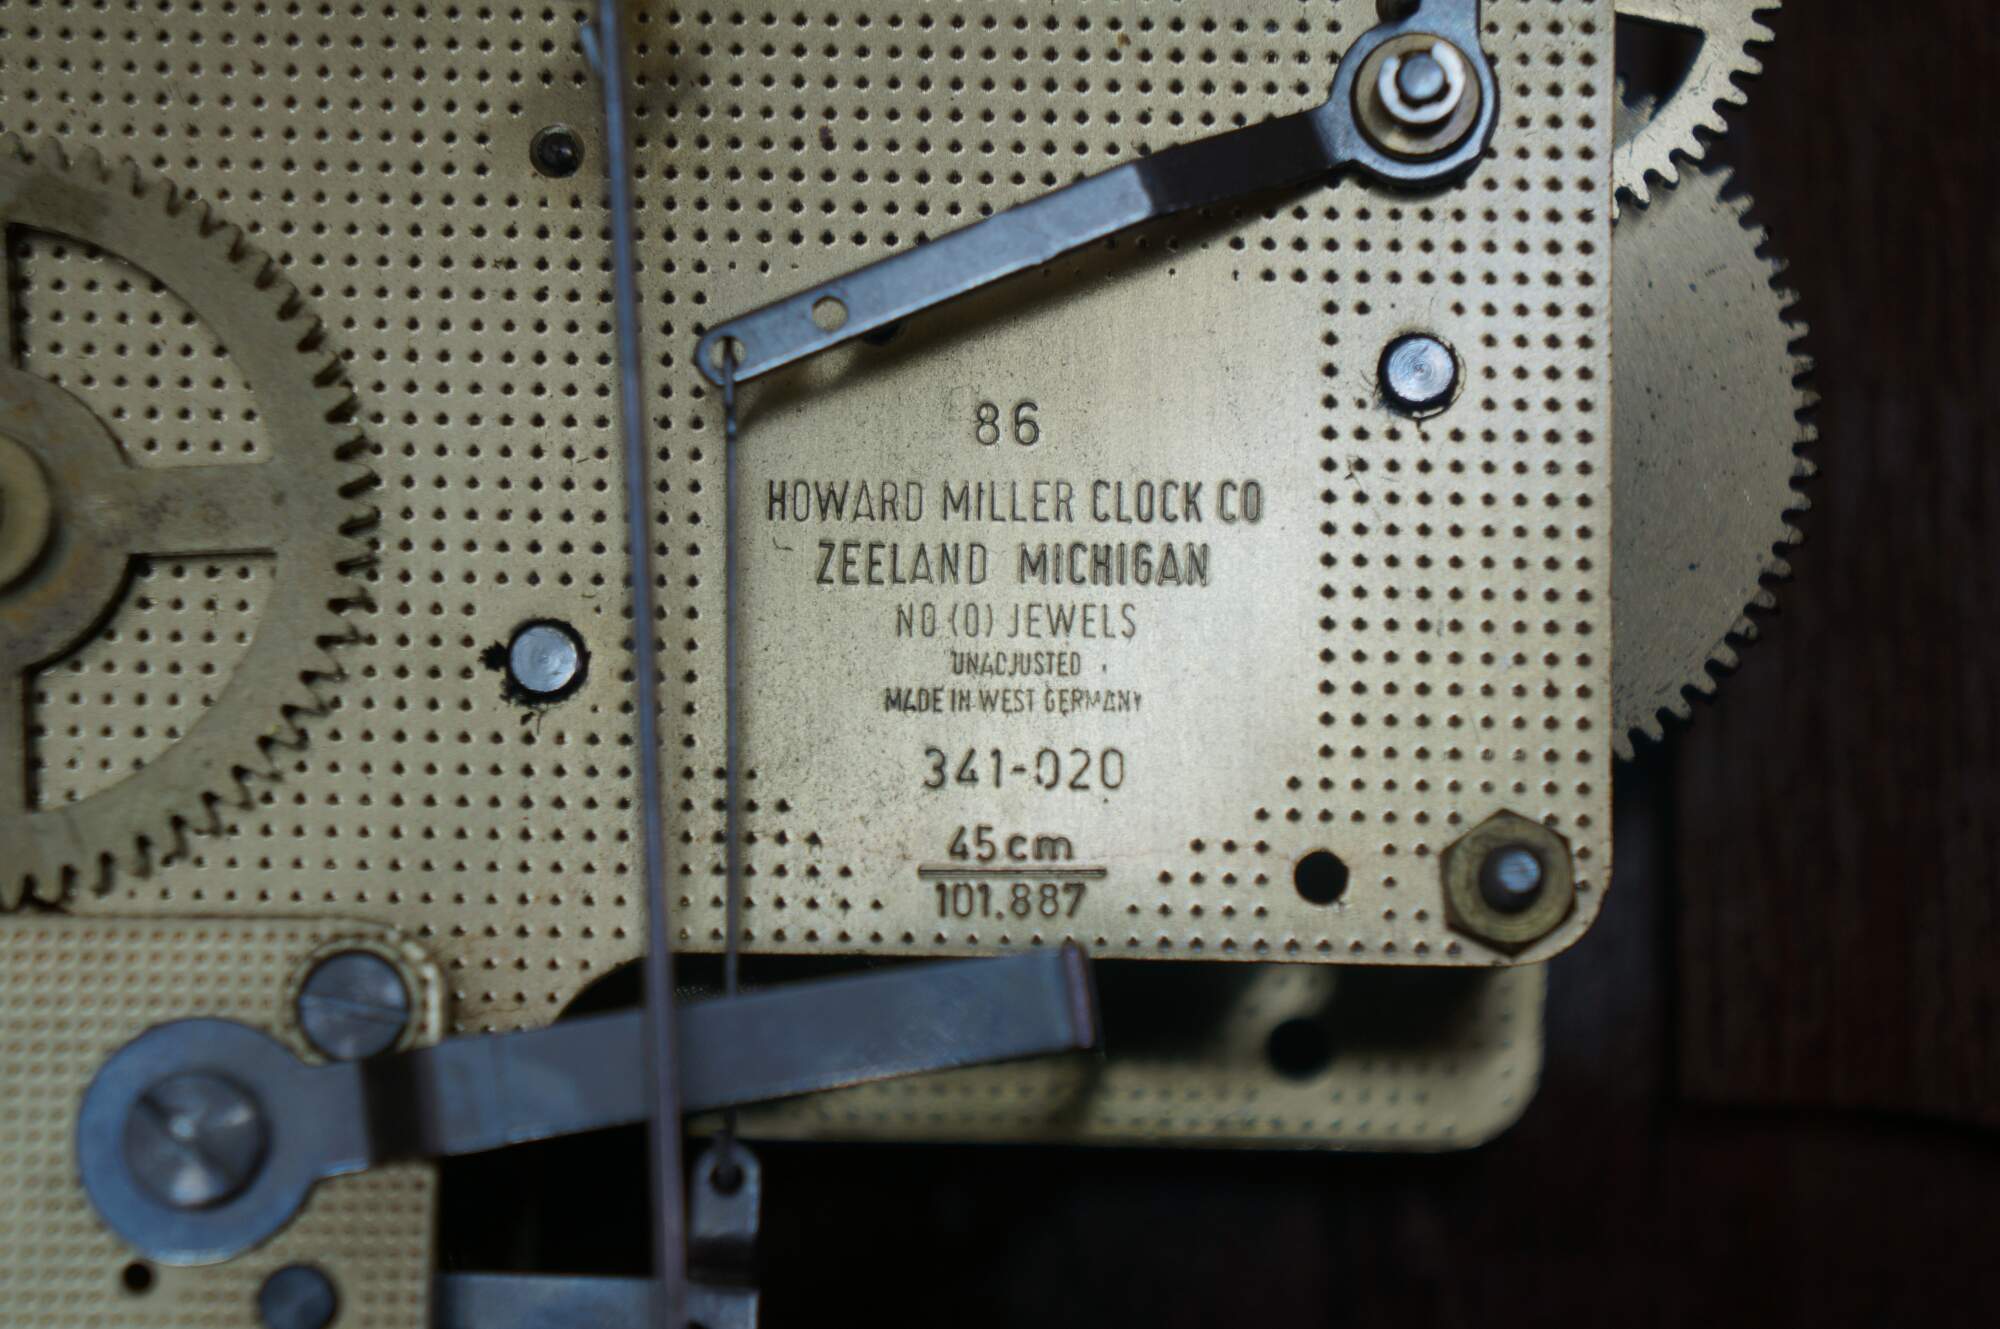 86
HOWARD MILLER CLOCK CO
ZEELAND MICHIGAN
NO (0) JEWELS
UNADJUSTED
MADE IN WEST GERMANY
341-020
45cm
101.887